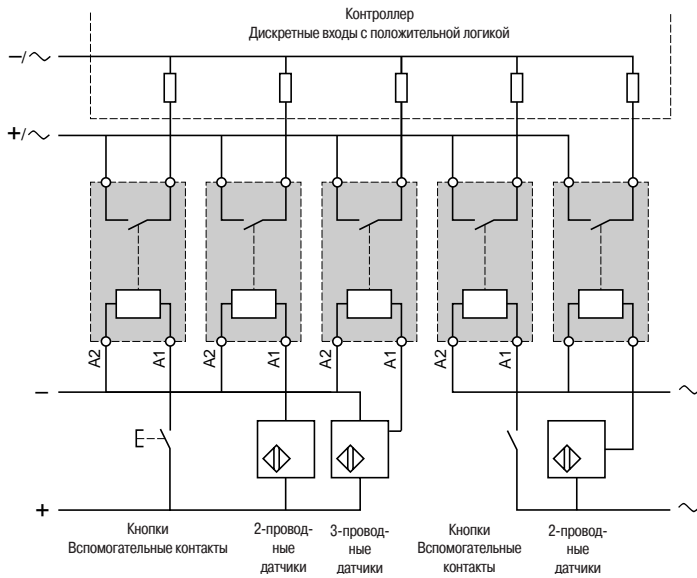 Контроллер
Дискретные входы с положительной логикой
−/∼
+/∼
A2 A1 A2 A1 A2 A1 A2 A1
− ∼
+ ∼
Кнопки
Вспомогательные контакты
2-провод-
ные
датчики
3-провод-
ные
датчики
Кнопки
Вспомогательные
контакты
2-провод-
ные
датчики